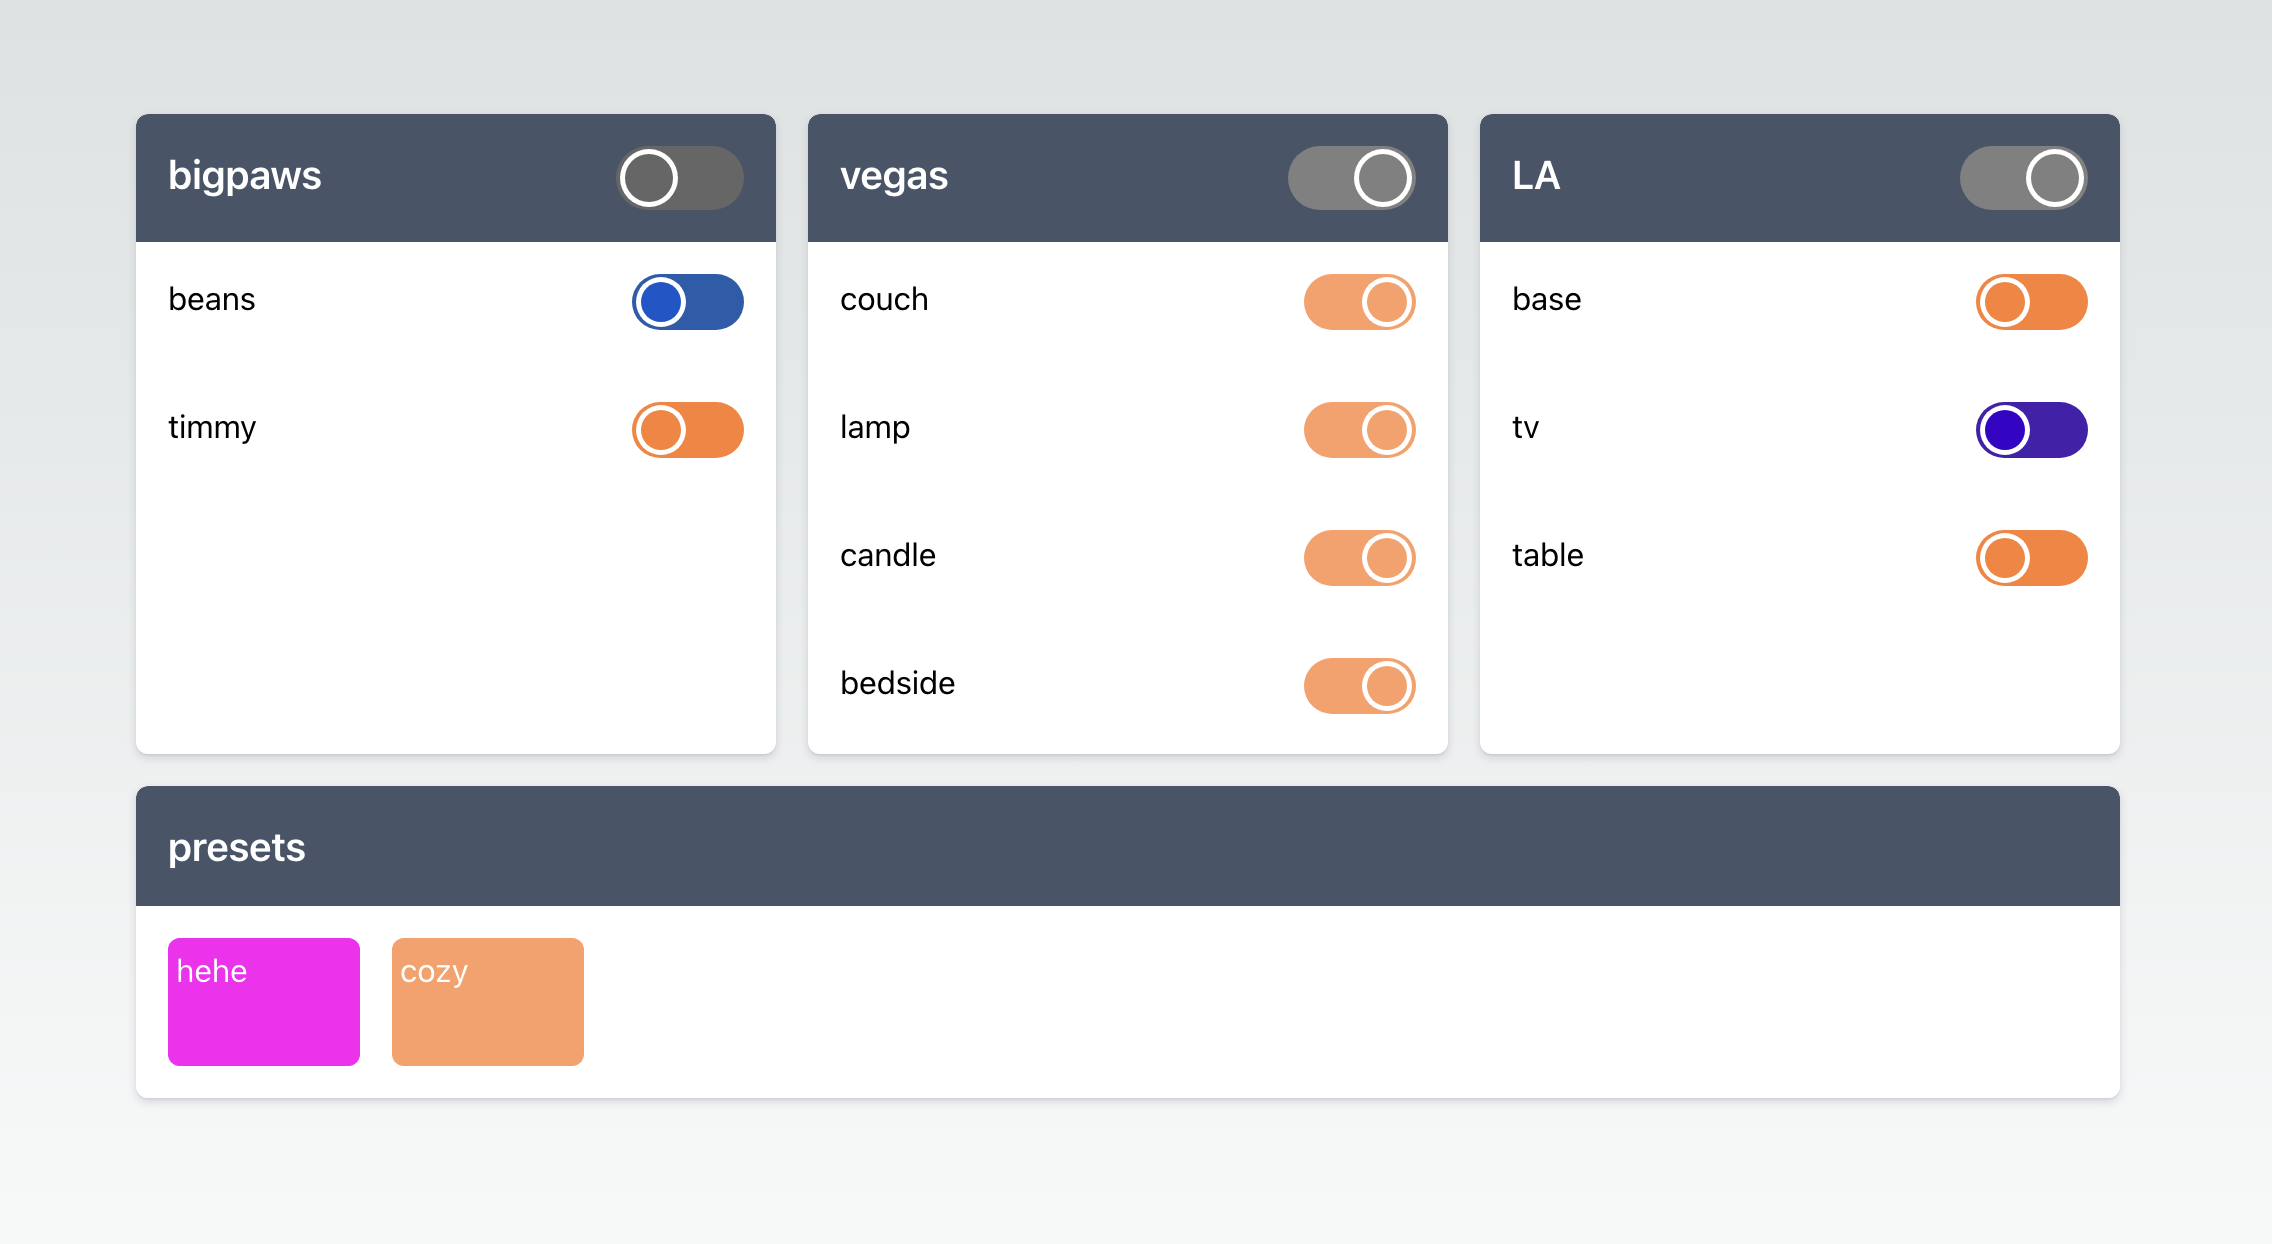 bigpaws
beans
timmy
vegas
couch
lamp
candle
bedside
LA
base
tv
table
presets
hehe
cozy